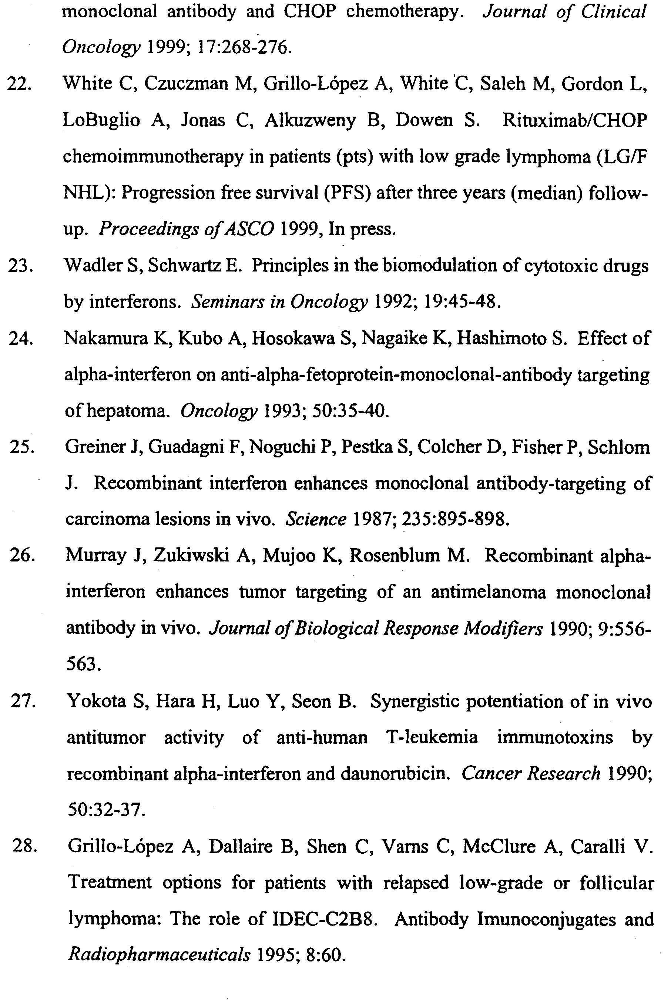 monoclonal antibody and CHOP chemotherapy. Journal of Clinical
Oncology 1999; 17:268-276.
22. White C, Czuczman M, Grillo-López A, White C, Saleh M, Gordon L,
LoBuglio A, Jonas C, Alkuzweny B, Dowen S. Rituximab/CHOP
chemoimmunotherapy in patients (pts) with low grade lymphoma (LG/F
NHL): Progression free survival (PFS) after three years (median) follow-
up. Proceedings of ASCO 1999, In press.
23. Wadler S, Schwartz E. Principles in the biomodulation of cytotoxic drugs
by interferons. Seminars in Oncology 1992; 19:45-48.
24. Nakamura K, Kubo A, Hosokawa S, Nagaike K, Hashimoto S. Effect of
alpha-interferon on anti-alpha-fetoprotein-monoclonal-antibody targeting
of hepatoma. Oncology 1993; 50:35-40.
25. Greiner J, Guadagni F, Noguchi P, Pestka S, Colcher D, Fisher P, Schlom
J. Recombinant interferon enhances monoclonal antibody-targeting of
carcinoma lesions in vivo. Science 1987; 235:895-898.
26. Murray J, Zukiwski A, Mujoo K, Rosenblum M. Recombinant alpha-
interferon enhances tumor targeting of an antimelanoma monoclonal
antibody in vivo. Journal of Biological Response Modifiers 1990; 9:556-
563.
27. Yokota S, Hara H, Luo Y, Seon B. Synergistic potentiation of in vivo
antitumor activity of anti-human T-leukemia immunotoxins by
recombinant alpha-interferon and daunorubicin. Cancer Research 1990;
50:32-37.
28. Grillo-López A, Dallaire B, Shen C, Varns C, McClure A, Caralli V.
Treatment options for patients with relapsed low-grade or follicular
lymphoma: The role of IDEC-C2B8. Antibody Imunoconjugates and
Radiopharmaceuticals 1995; 8:60.